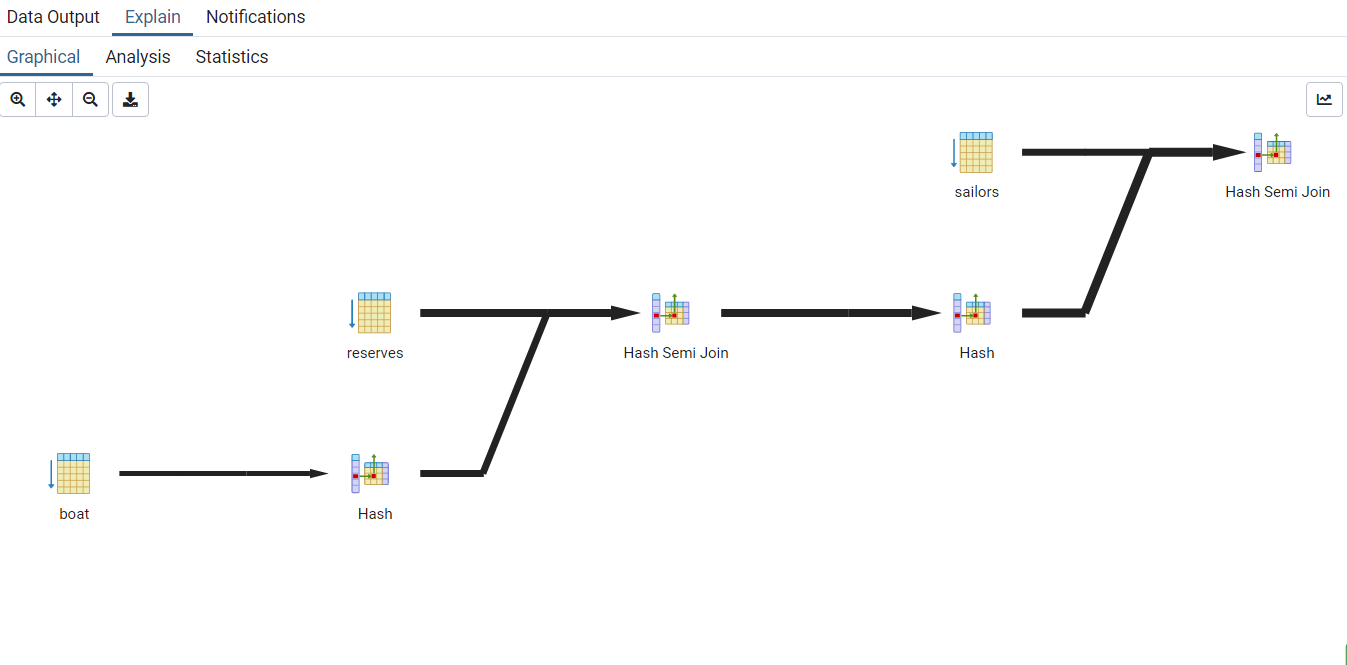 Data Output Explain Notifications
Graphical Analysis Statistics
sailors
Hash Semi Join
reserves
Hash Semi Join
Hash
boat
Hash